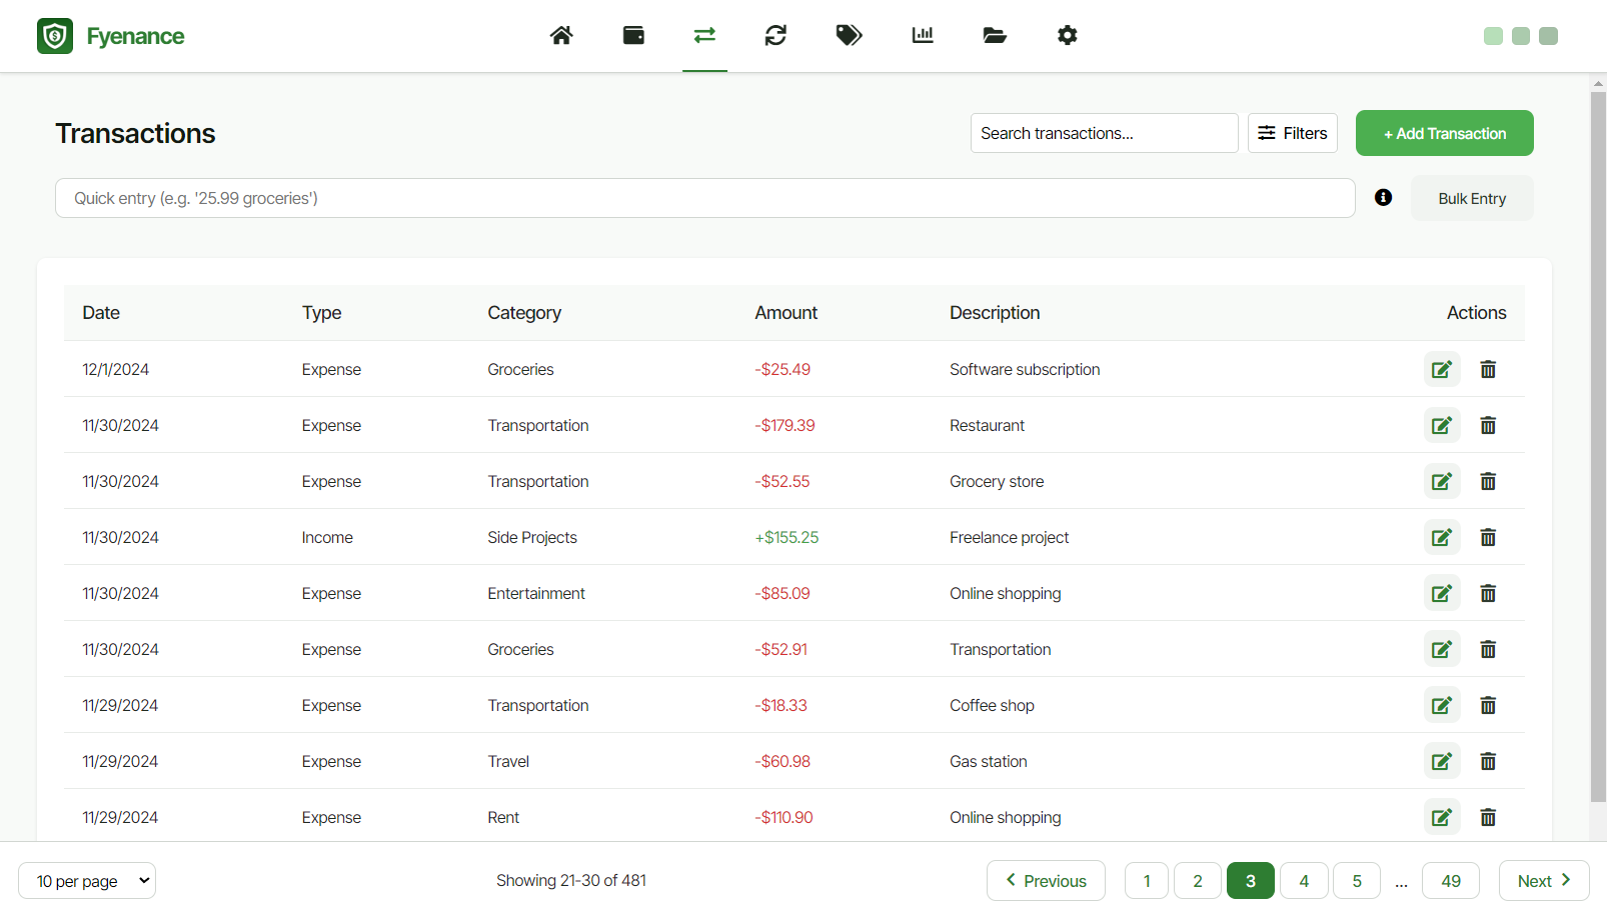 Fyenance
Transactions
Search transactions...
Filters
+ Add Transaction
Quick entry (e.g. '25.99 groceries')
Bulk Entry
Date Type Category Amount Description Actions
12/1/2024 Expense Groceries -$25.49 Software subscription
11/30/2024 Expense Transportation -$179.39 Restaurant
11/30/2024 Expense Transportation -$52.55 Grocery store
11/30/2024 Income Side Projects +$155.25 Freelance project
11/30/2024 Expense Entertainment -$85.09 Online shopping
11/30/2024 Expense Groceries -$52.91 Transportation
11/29/2024 Expense Transportation -$18.33 Coffee shop
11/29/2024 Expense Travel -$60.98 Gas station
11/29/2024 Expense Rent -$110.90 Online shopping
10 per page
Showing 21-30 of 481
Previous 1 2 3 4 5 ... 49 Next